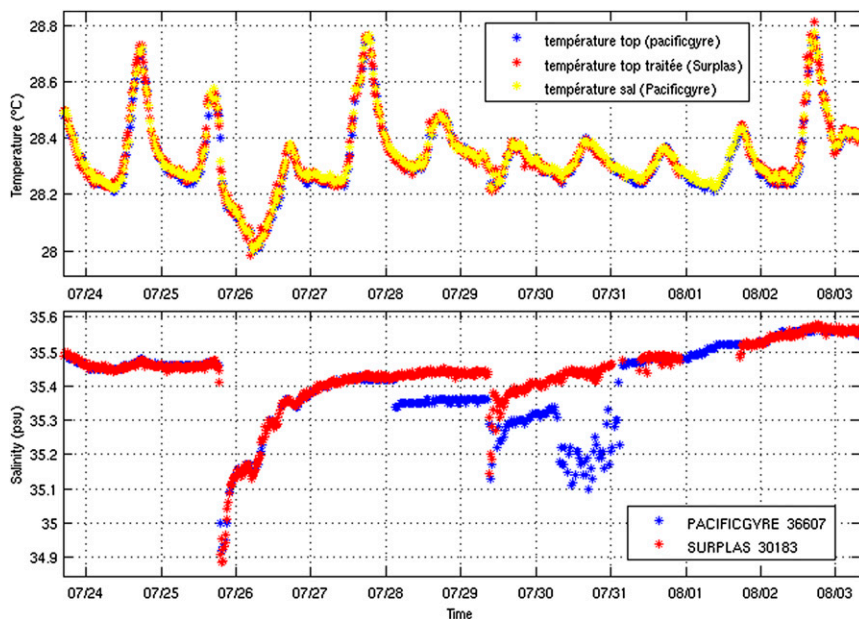 28.8
28.6
28.4
28.2
28
Temperature (°C)
température top (pacificgyre)
température top traitée (Surplas)
température sal (Pacificgyre)
07/24 07/25 07/26 07/27 07/28 07/29 07/30 07/31 08/01 08/02 08/03
35.6
35.5
35.4
35.3
35.2
35.1
35
34.9
Salinity (psu)
PACIFICGYRE 36607
SURPLAS 30183
07/24 07/25 07/26 07/27 07/28 07/29 07/30 07/31 08/01 08/02 08/03
Time